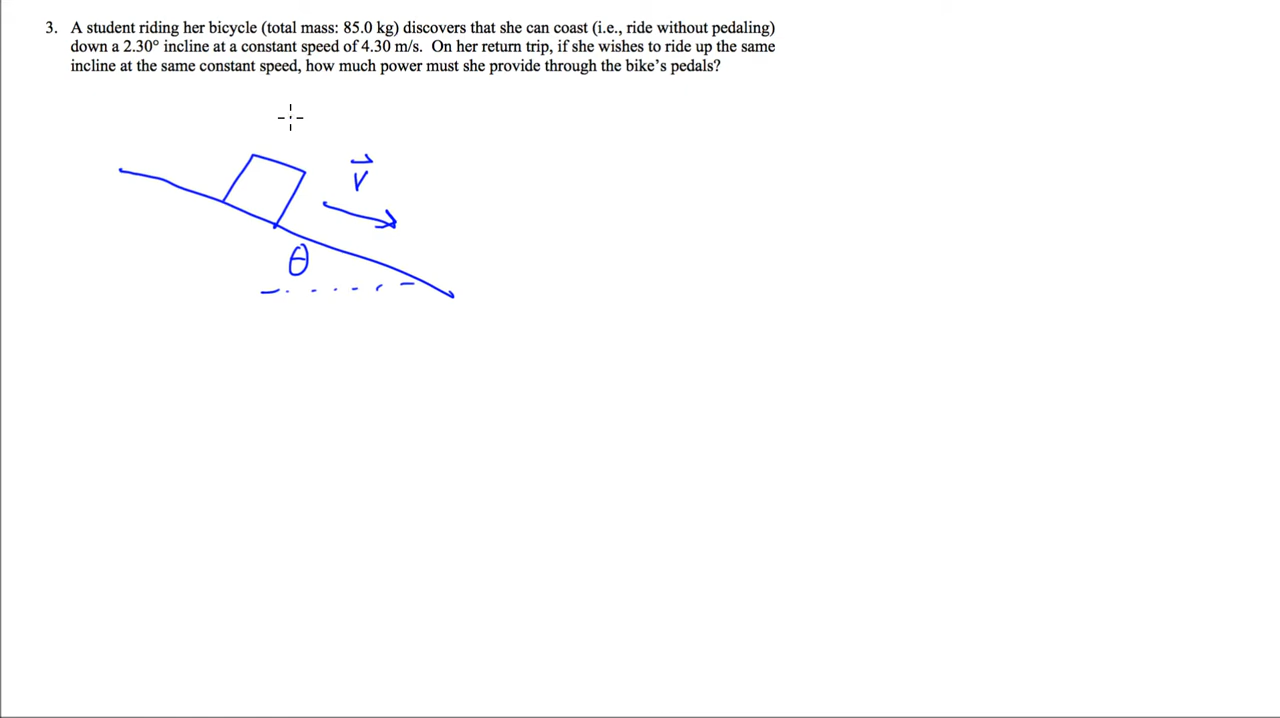 3. A student riding her bicycle (total mass: 85.0 kg) discovers that she can coast (i.e., ride without pedaling)
down a 2.30° incline at a constant speed of 4.30 m/s. On her return trip, if she wishes to ride up the same
incline at the same constant speed, how much power must she provide through the bike's pedals?
v⃗
θ